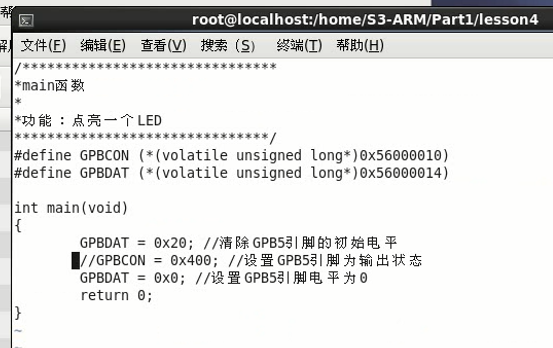 帮
root@localhost:/home/S3-ARM/Part1/lesson4
文件(F) 编辑(E) 查看(V) 搜索 (S) 终端(T) 帮助(H)
/******************************
*main函数
*
*功能：点亮一个LED
******************************/
#define GPBCON (*(volatile unsigned long*)0x56000010)
#define GPBDAT (*(volatile unsigned long*)0x56000014)
int main(void)
{
GPBDAT = 0x20; //清除GPB5引脚的初始电平
//GPBCON = 0x400; //设置GPB5引脚为输出状态
GPBDAT = 0x0; //设置GPB5引脚电平为0
return 0;
}
~
~